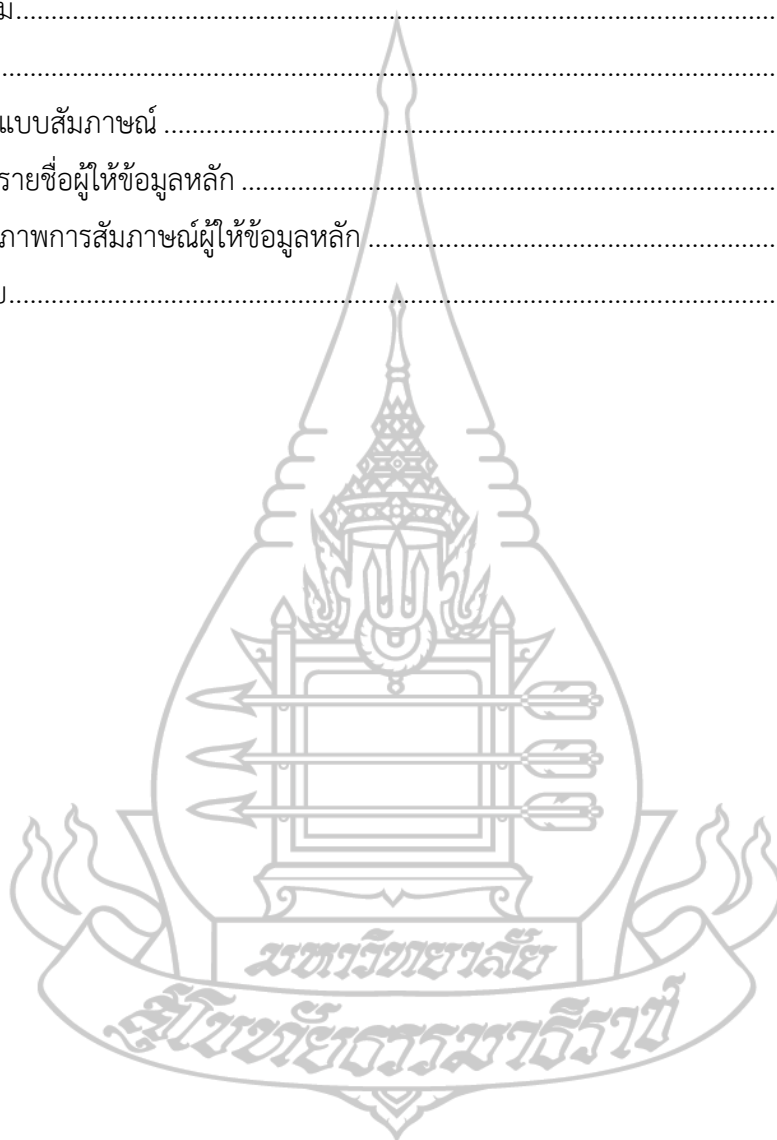 ม................................................................................
................................................................................
แบบสัมภาษณ์ ................................................................................
รายชื่อผู้ให้ข้อมูลหลัก ................................................................................
ภาพการสัมภาษณ์ผู้ให้ข้อมูลหลัก ................................................................................
................................................................................
มหาวิทยาลัย
สุโขทัยธรรมาธิราช